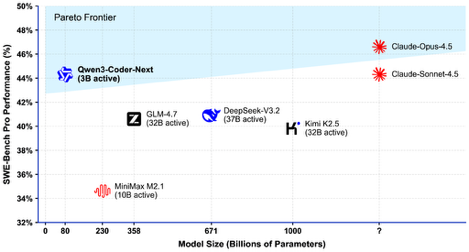 50%
48%
46%
44%
42%
40%
38%
36%
34%
32%
SWE-Bench Pro Performance (%)
Pareto Frontier
Claude-Opus-4.5
Qwen3-Coder-Next
(3B active)
Claude-Sonnet-4.5
GLM-4.7
(32B active)
DeepSeek-V3.2
(37B active)
Kimi K2.5
(32B active)
MiniMax M2.1
(10B active)
0 80 230 358 671 1000 ?
Model Size (Billions of Parameters)